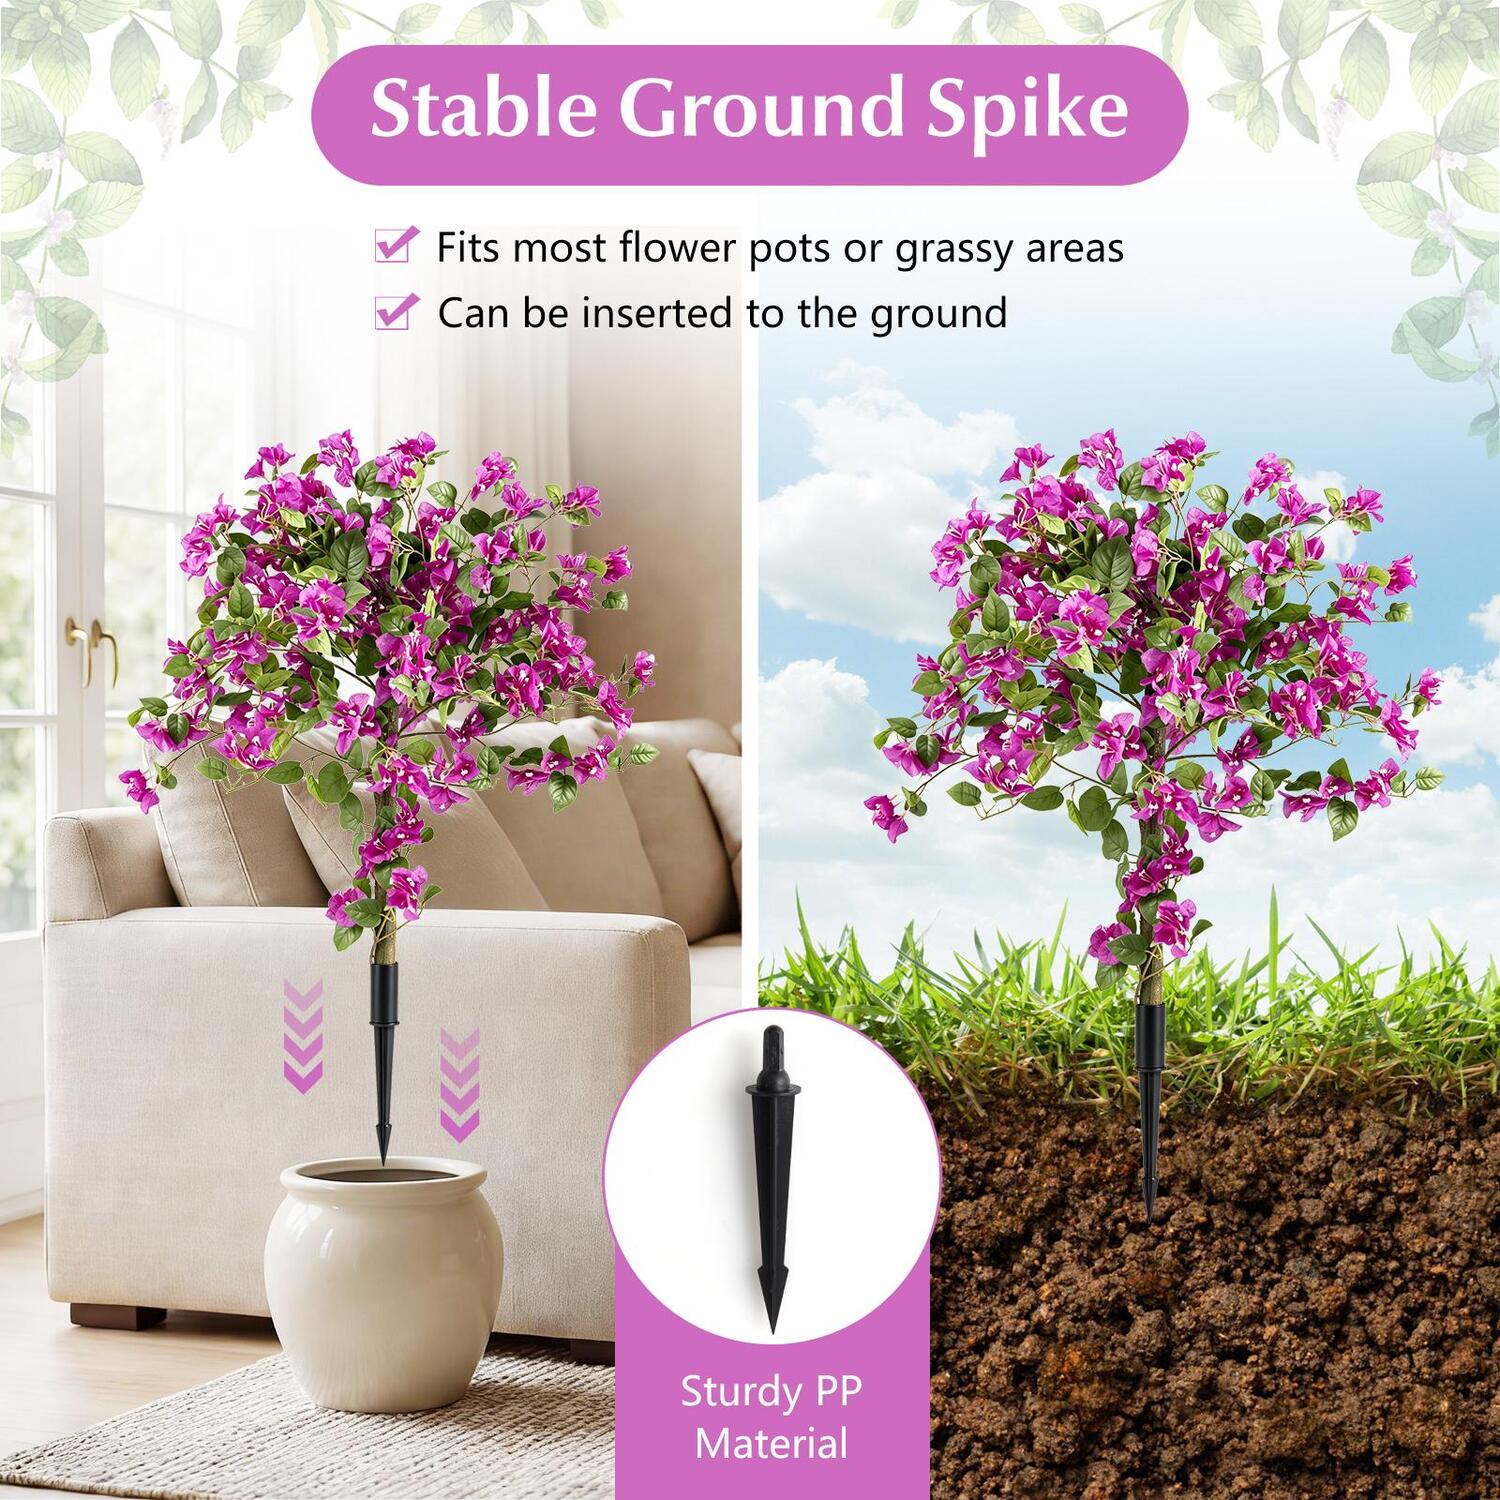 Stable Ground Spike
Fits most flower pots or grassy areas
Can be inserted to the ground
Sturdy PP
Material